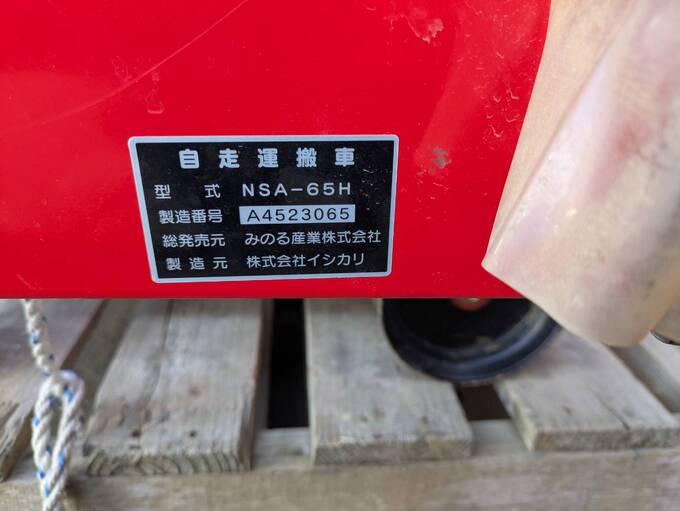 自走運搬車
型式 NSA-65H
製造番号 A4523065
総発売元 みのる産業株式会社
製造元 株式会社イシカリ